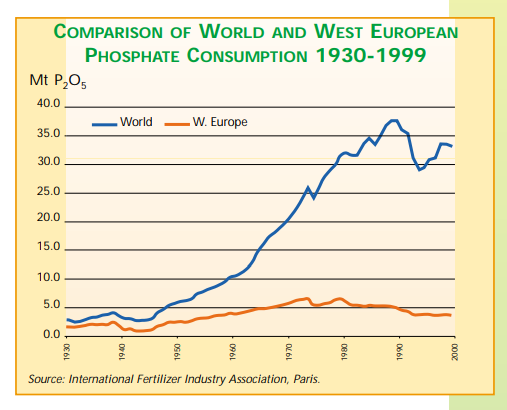 COMPARISON OF WORLD AND WEST EUROPEAN
PHOSPHATE CONSUMPTION 1930-1999
Mt P₂O₅
40.0
World
W. Europe
35.0
30.0
25.0
20.0
15.0
10.0
5.0
0.0
1930
1940
1950
1960
1970
1980
1990
2000
Source: International Fertilizer Industry Association, Paris.